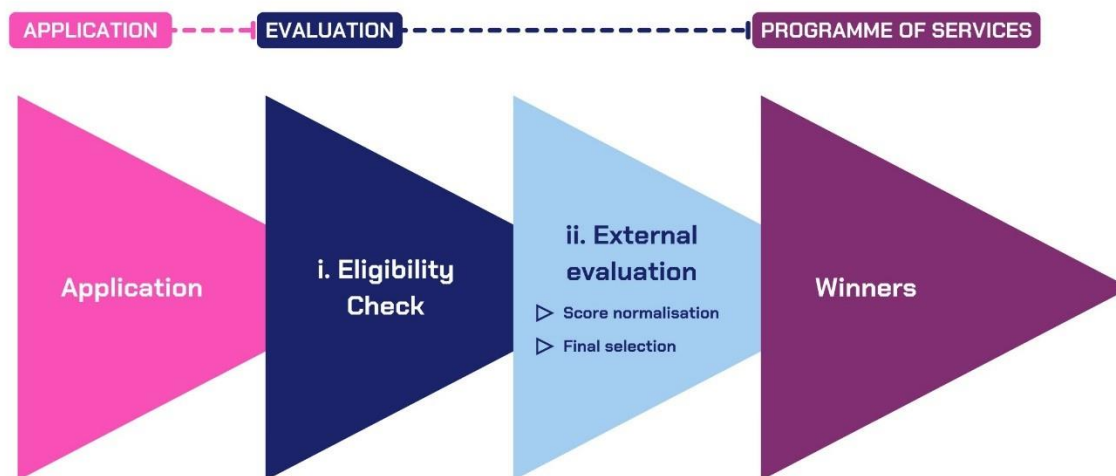 APPLICATION
EVALUATION
PROGRAMME OF SERVICES
Application
i. Eligibility
Check
ii. External
evaluation
Score normalisation
Final selection
Winners